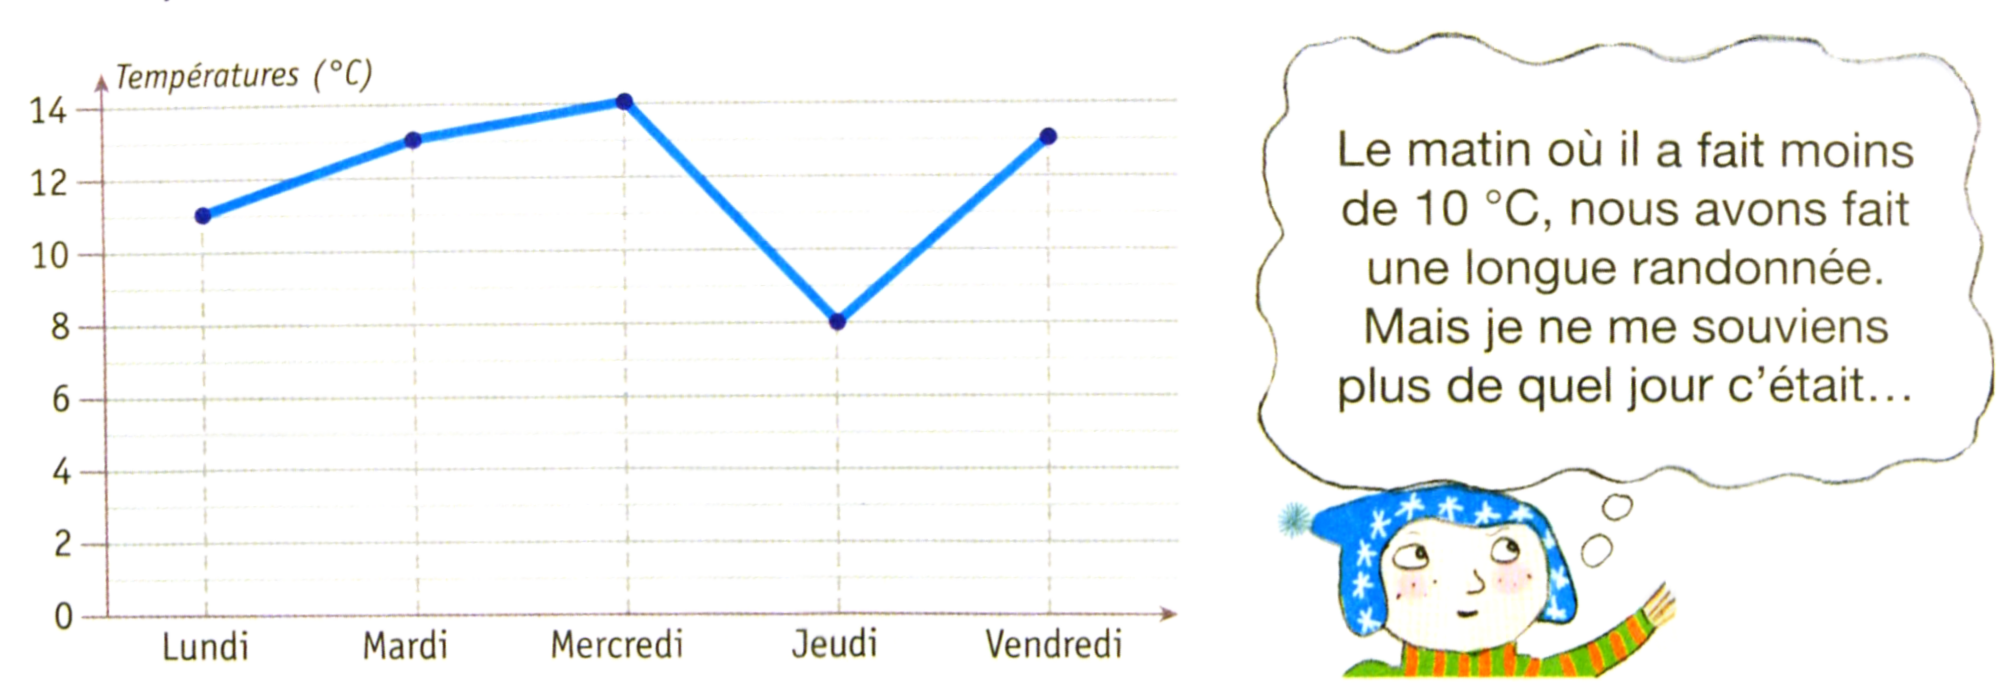 Températures (°C)
14
12
10
8
6
4
2
0
Lundi Mardi Mercredi Jeudi Vendredi
Le matin où il a fait moins
de 10 °C, nous avons fait
une longue randonnée.
Mais je ne me souviens
plus de quel jour c’était…